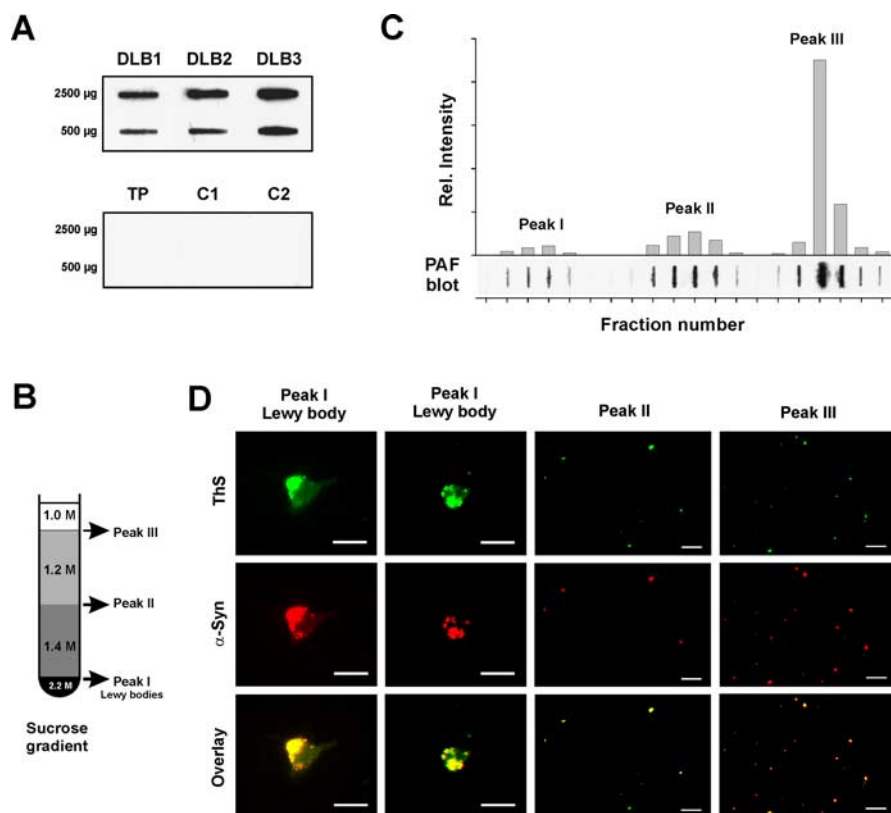 A
DLB1 DLB2 DLB3
2500 µg
500 µg
TP C1 C2
2500 µg
500 µg
C
Rel. Intensity
Peak I
Peak II
Peak III
PAF
blot
Fraction number
B
1.0 M
Peak III
1.2 M
Peak II
1.4 M
2.2 M
Peak I
Lewy bodies
Sucrose
gradient
D
Peak I
Lewy body
Peak I
Lewy body
Peak II
Peak III
ThS
α-Syn
Overlay